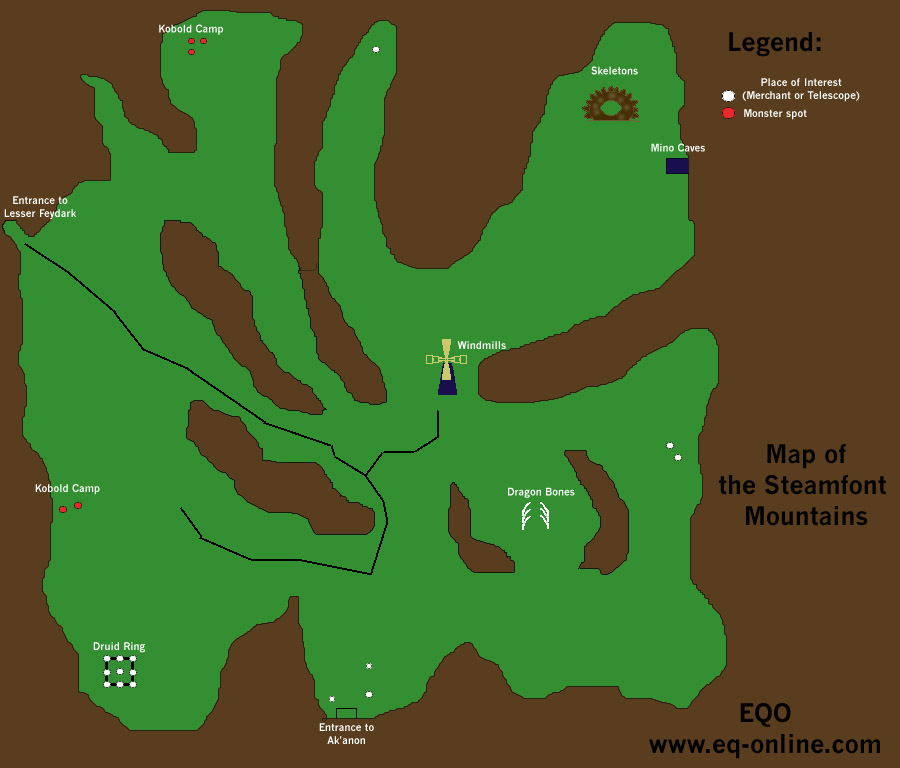 Kobold Camp
Legend:
Skeletons
Place of Interest
(Merchant or Telescope)
Monster spot
Mino Caves
Entrance to
Lesser Feydark
Windmills
Map of
the Steamfont
Mountains
Kobold Camp
Dragon Bones
Druid Ring
Entrance to
Ak'anon
EQO
www.eq-online.com